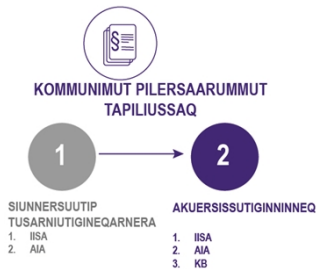 §
KOMMUNIMUT PILERSAARUMMUT
TAPILIUSSAQ
1
2
SIUNNERSUUTIP
TUSARNIUTIGINEQARNERA
1. IISA
2. AIA
AKUERSISSUTIGINNINNEQ
1. IISA
2. AIA
3. KB